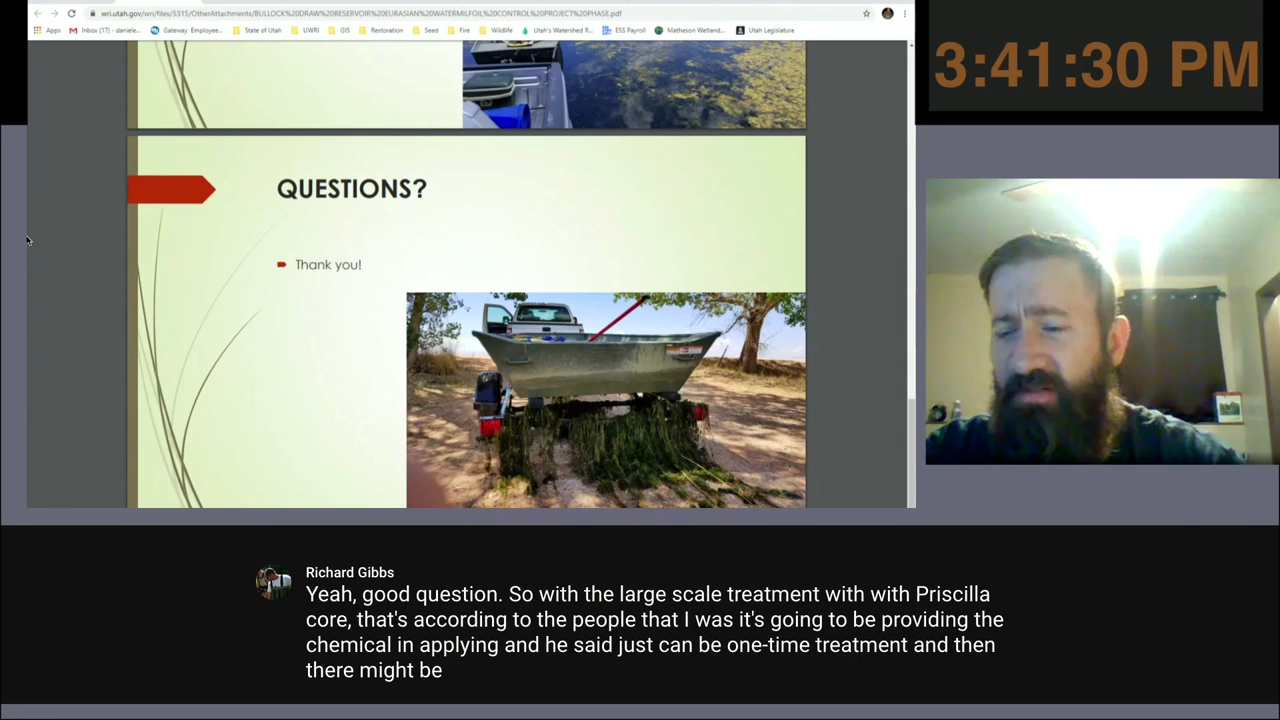 wri.utah.gov/wri/files/5315/OtherAttachments/BULLOCK%20DRAW%20RESERVOIR%20EURASIAN%20WATERMILFOIL%20CONTROL%20PROJECT%20PHASE.pdf
Apps Inbox (17) - daniele... Gateway Employee... State of Utah UWRI GIS Restoration Seed Fire Wildlife Utah's Watershed R... ESS Payroll Matheson Wetland... Utah Legislature
3:41:30 PM
QUESTIONS?
Thank you!
Richard Gibbs
Yeah, good question. So with the large scale treatment with with Priscilla
core, that's according to the people that I was it's going to be providing the
chemical in applying and he said just can be one-time treatment and then
there might be